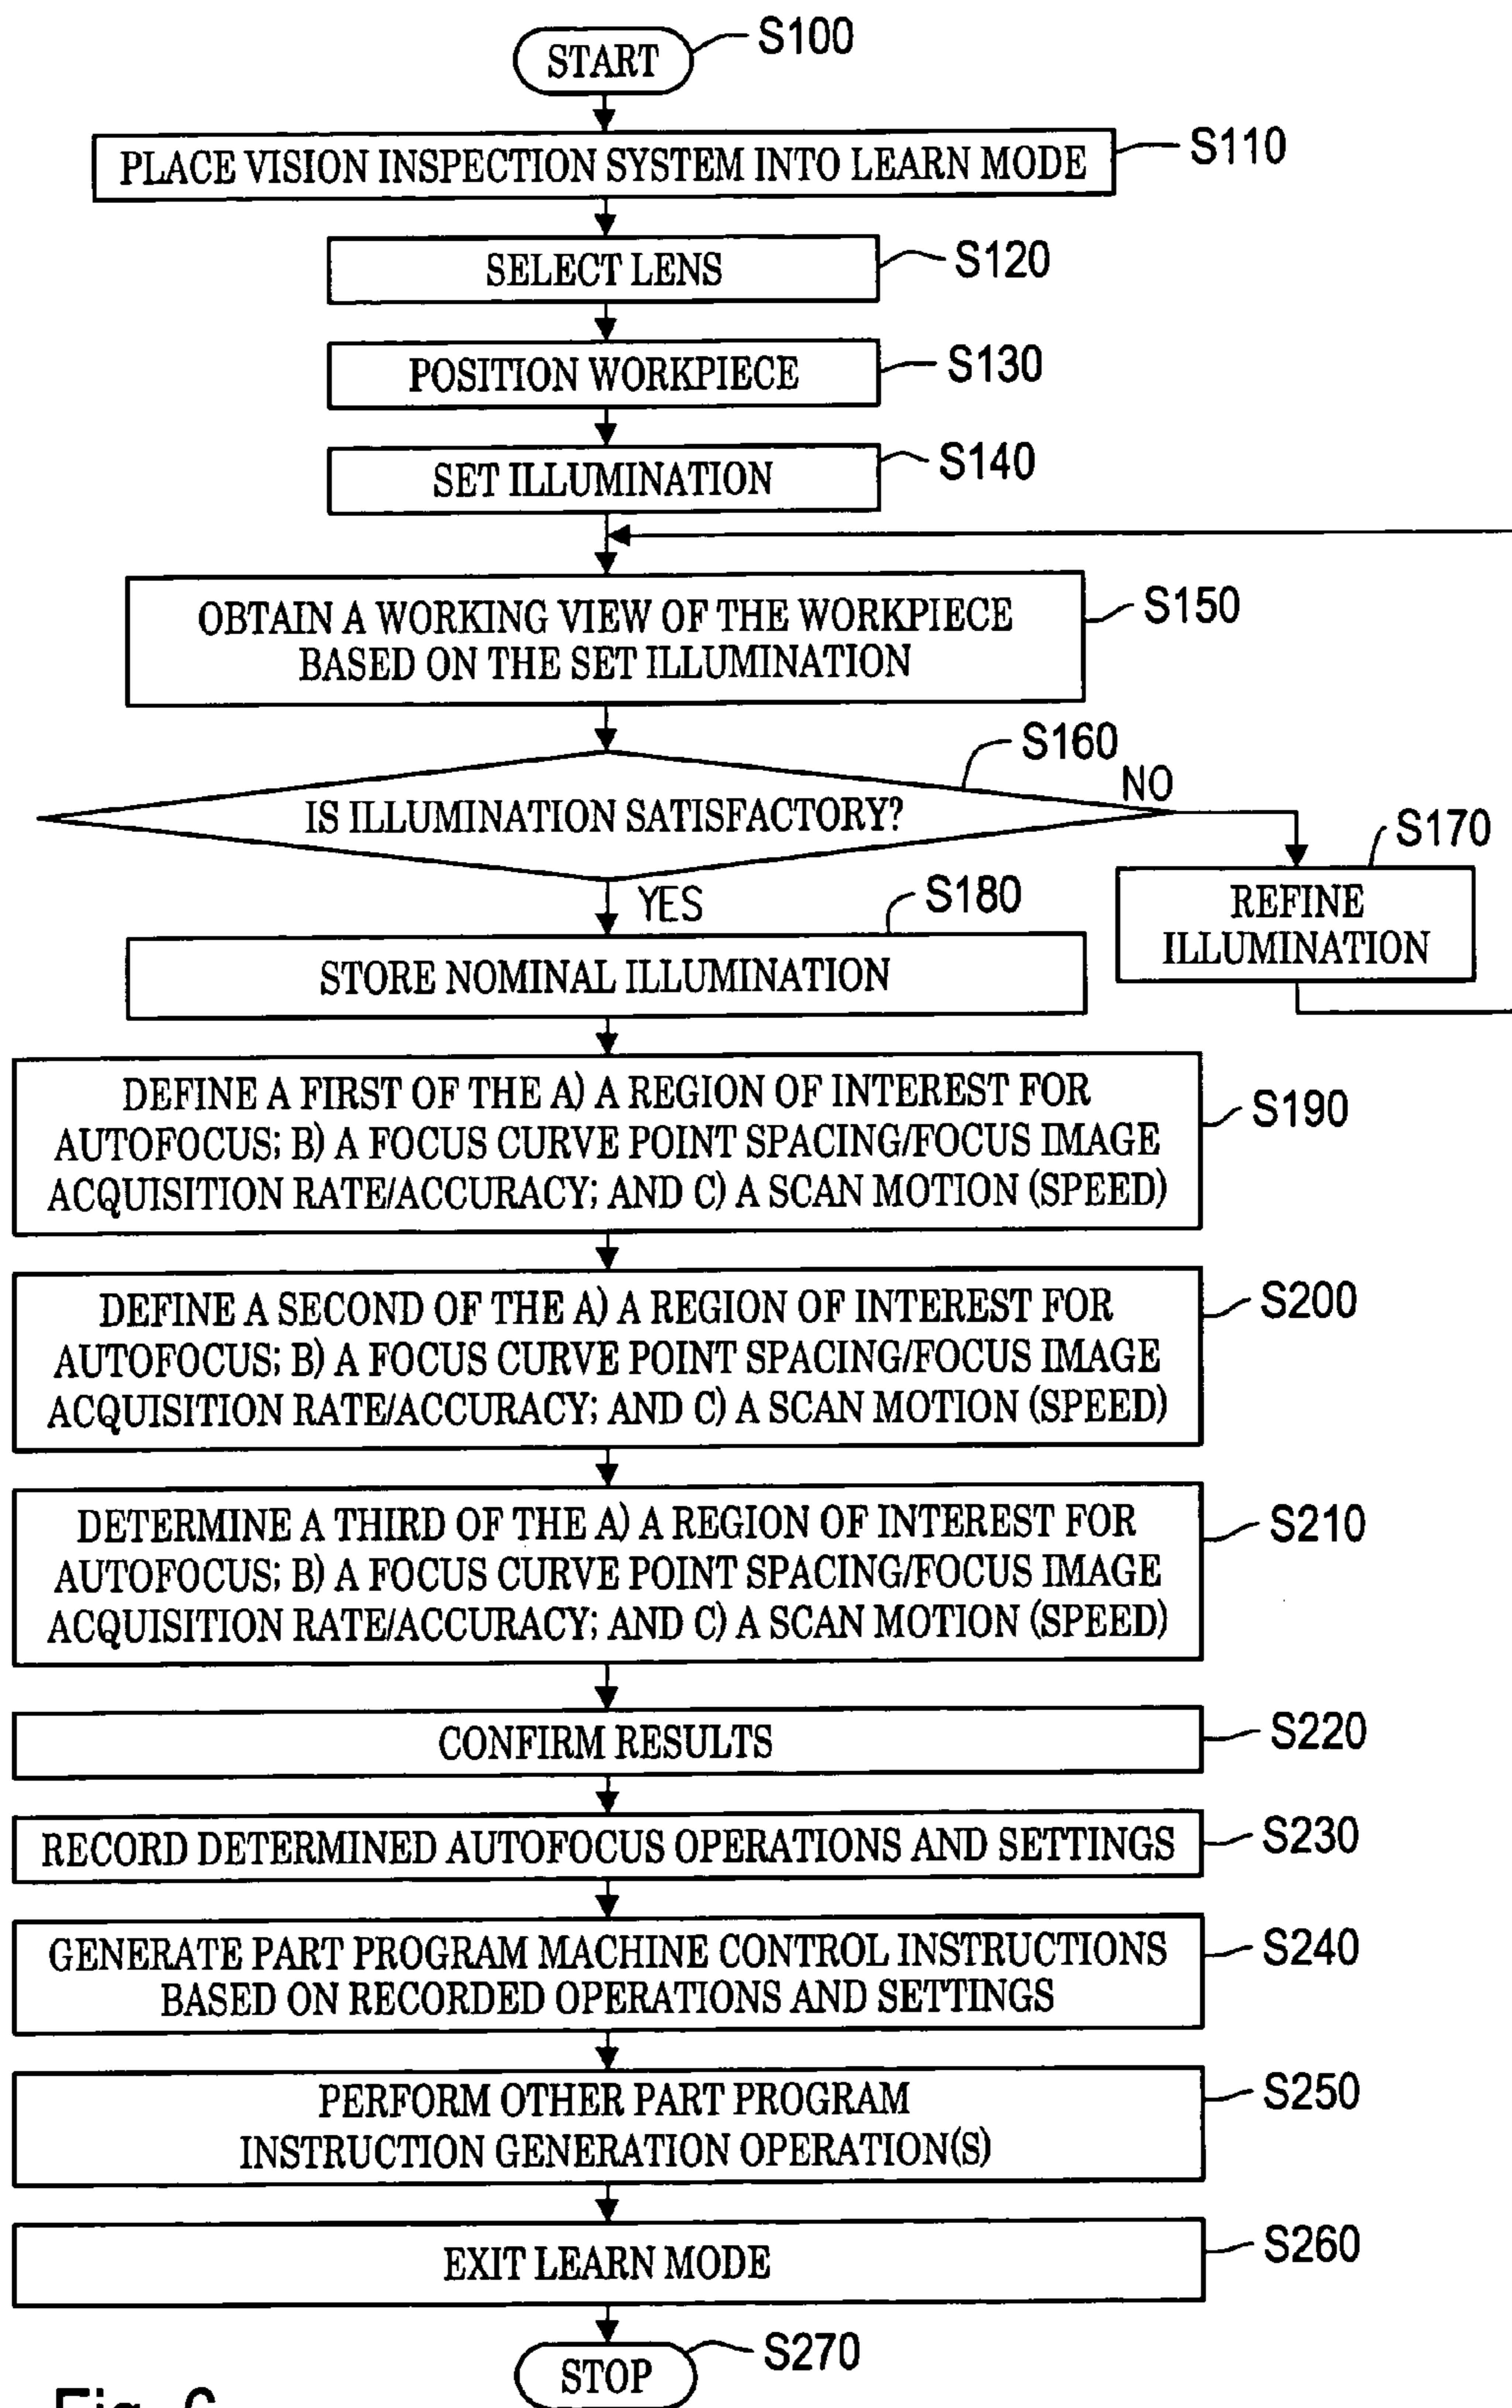 START
S100
PLACE VISION INSPECTION SYSTEM INTO LEARN MODE
S110
SELECT LENS
S120
POSITION WORKPIECE
S130
SET ILLUMINATION
S140
OBTAIN A WORKING VIEW OF THE WORKPIECE
BASED ON THE SET ILLUMINATION
S150
IS ILLUMINATION SATISFACTORY?
S160
NO
S170
REFINE
ILLUMINATION
YES
S180
STORE NOMINAL ILLUMINATION
DEFINE A FIRST OF THE A) A REGION OF INTEREST FOR
AUTOFOCUS; B) A FOCUS CURVE POINT SPACING/FOCUS IMAGE
ACQUISITION RATE/ACCURACY; AND C) A SCAN MOTION (SPEED)
S190
DEFINE A SECOND OF THE A) A REGION OF INTEREST FOR
AUTOFOCUS; B) A FOCUS CURVE POINT SPACING/FOCUS IMAGE
ACQUISITION RATE/ACCURACY; AND C) A SCAN MOTION (SPEED)
S200
DETERMINE A THIRD OF THE A) A REGION OF INTEREST FOR
AUTOFOCUS; B) A FOCUS CURVE POINT SPACING/FOCUS IMAGE
ACQUISITION RATE/ACCURACY; AND C) A SCAN MOTION (SPEED)
S210
CONFIRM RESULTS
S220
RECORD DETERMINED AUTOFOCUS OPERATIONS AND SETTINGS
S230
GENERATE PART PROGRAM MACHINE CONTROL INSTRUCTIONS
BASED ON RECORDED OPERATIONS AND SETTINGS
S240
PERFORM OTHER PART PROGRAM
INSTRUCTION GENERATION OPERATION(S)
S250
EXIT LEARN MODE
S260
STOP
S270